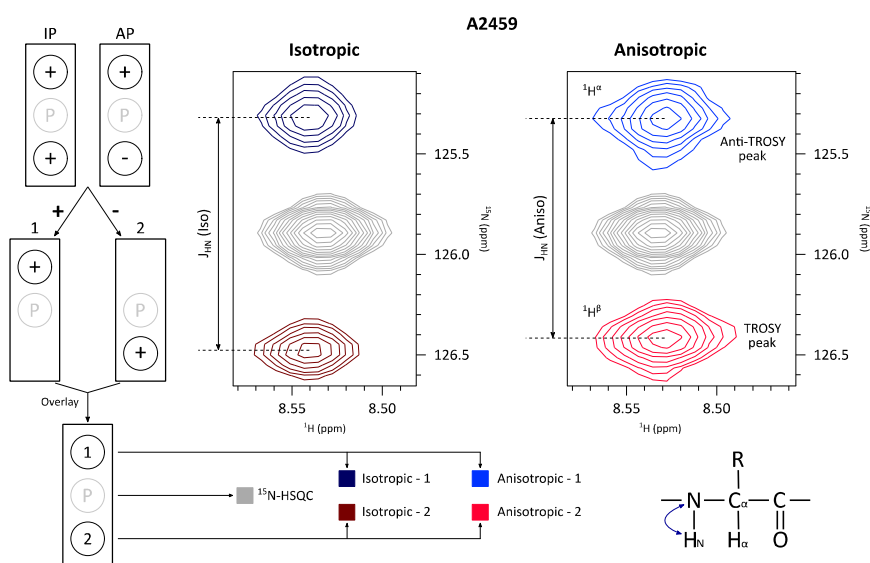 A2459
IP AP
Isotropic
Anisotropic
+ +
P P
+ -
+ -
1 2
+
P P
+
Overlay
1
P
2
J_HN (Iso)
125.5
126.0
126.5
¹⁵N (ppm)
8.55 8.50
¹H (ppm)
J_HN (Aniso)
¹Hᵅ
Anti-TROSY
peak
¹Hᵝ
TROSY
peak
125.5
126.0
126.5
¹⁵N (ppm)
8.55 8.50
¹H (ppm)
¹⁵N-HSQC
Isotropic - 1
Anisotropic - 1
Isotropic - 2
Anisotropic - 2
R
N Cα C
H_N Hα O